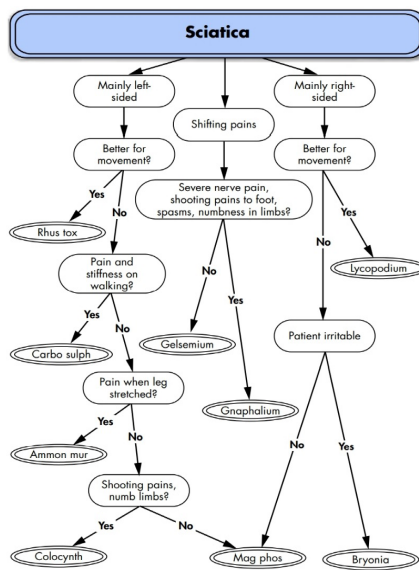 Sciatica
Mainly left-
sided
Shifting pains
Mainly right-
sided
Better for
movement?
Better for
movement?
Severe nerve pain,
shooting pains to foot,
spasms, numbness in limbs?
Yes
No
Rhus tox
Yes
No
Lycopodium
Pain and
stiffness on
walking?
No
Yes
Gelsemium
Gnaphalium
Patient irritable
Yes
No
Carbo sulph
Pain when leg
stretched?
Yes
No
Ammon mur
No
Yes
Shooting pains,
numb limbs?
Yes
No
Colocynth
Mag phos
Bryonia